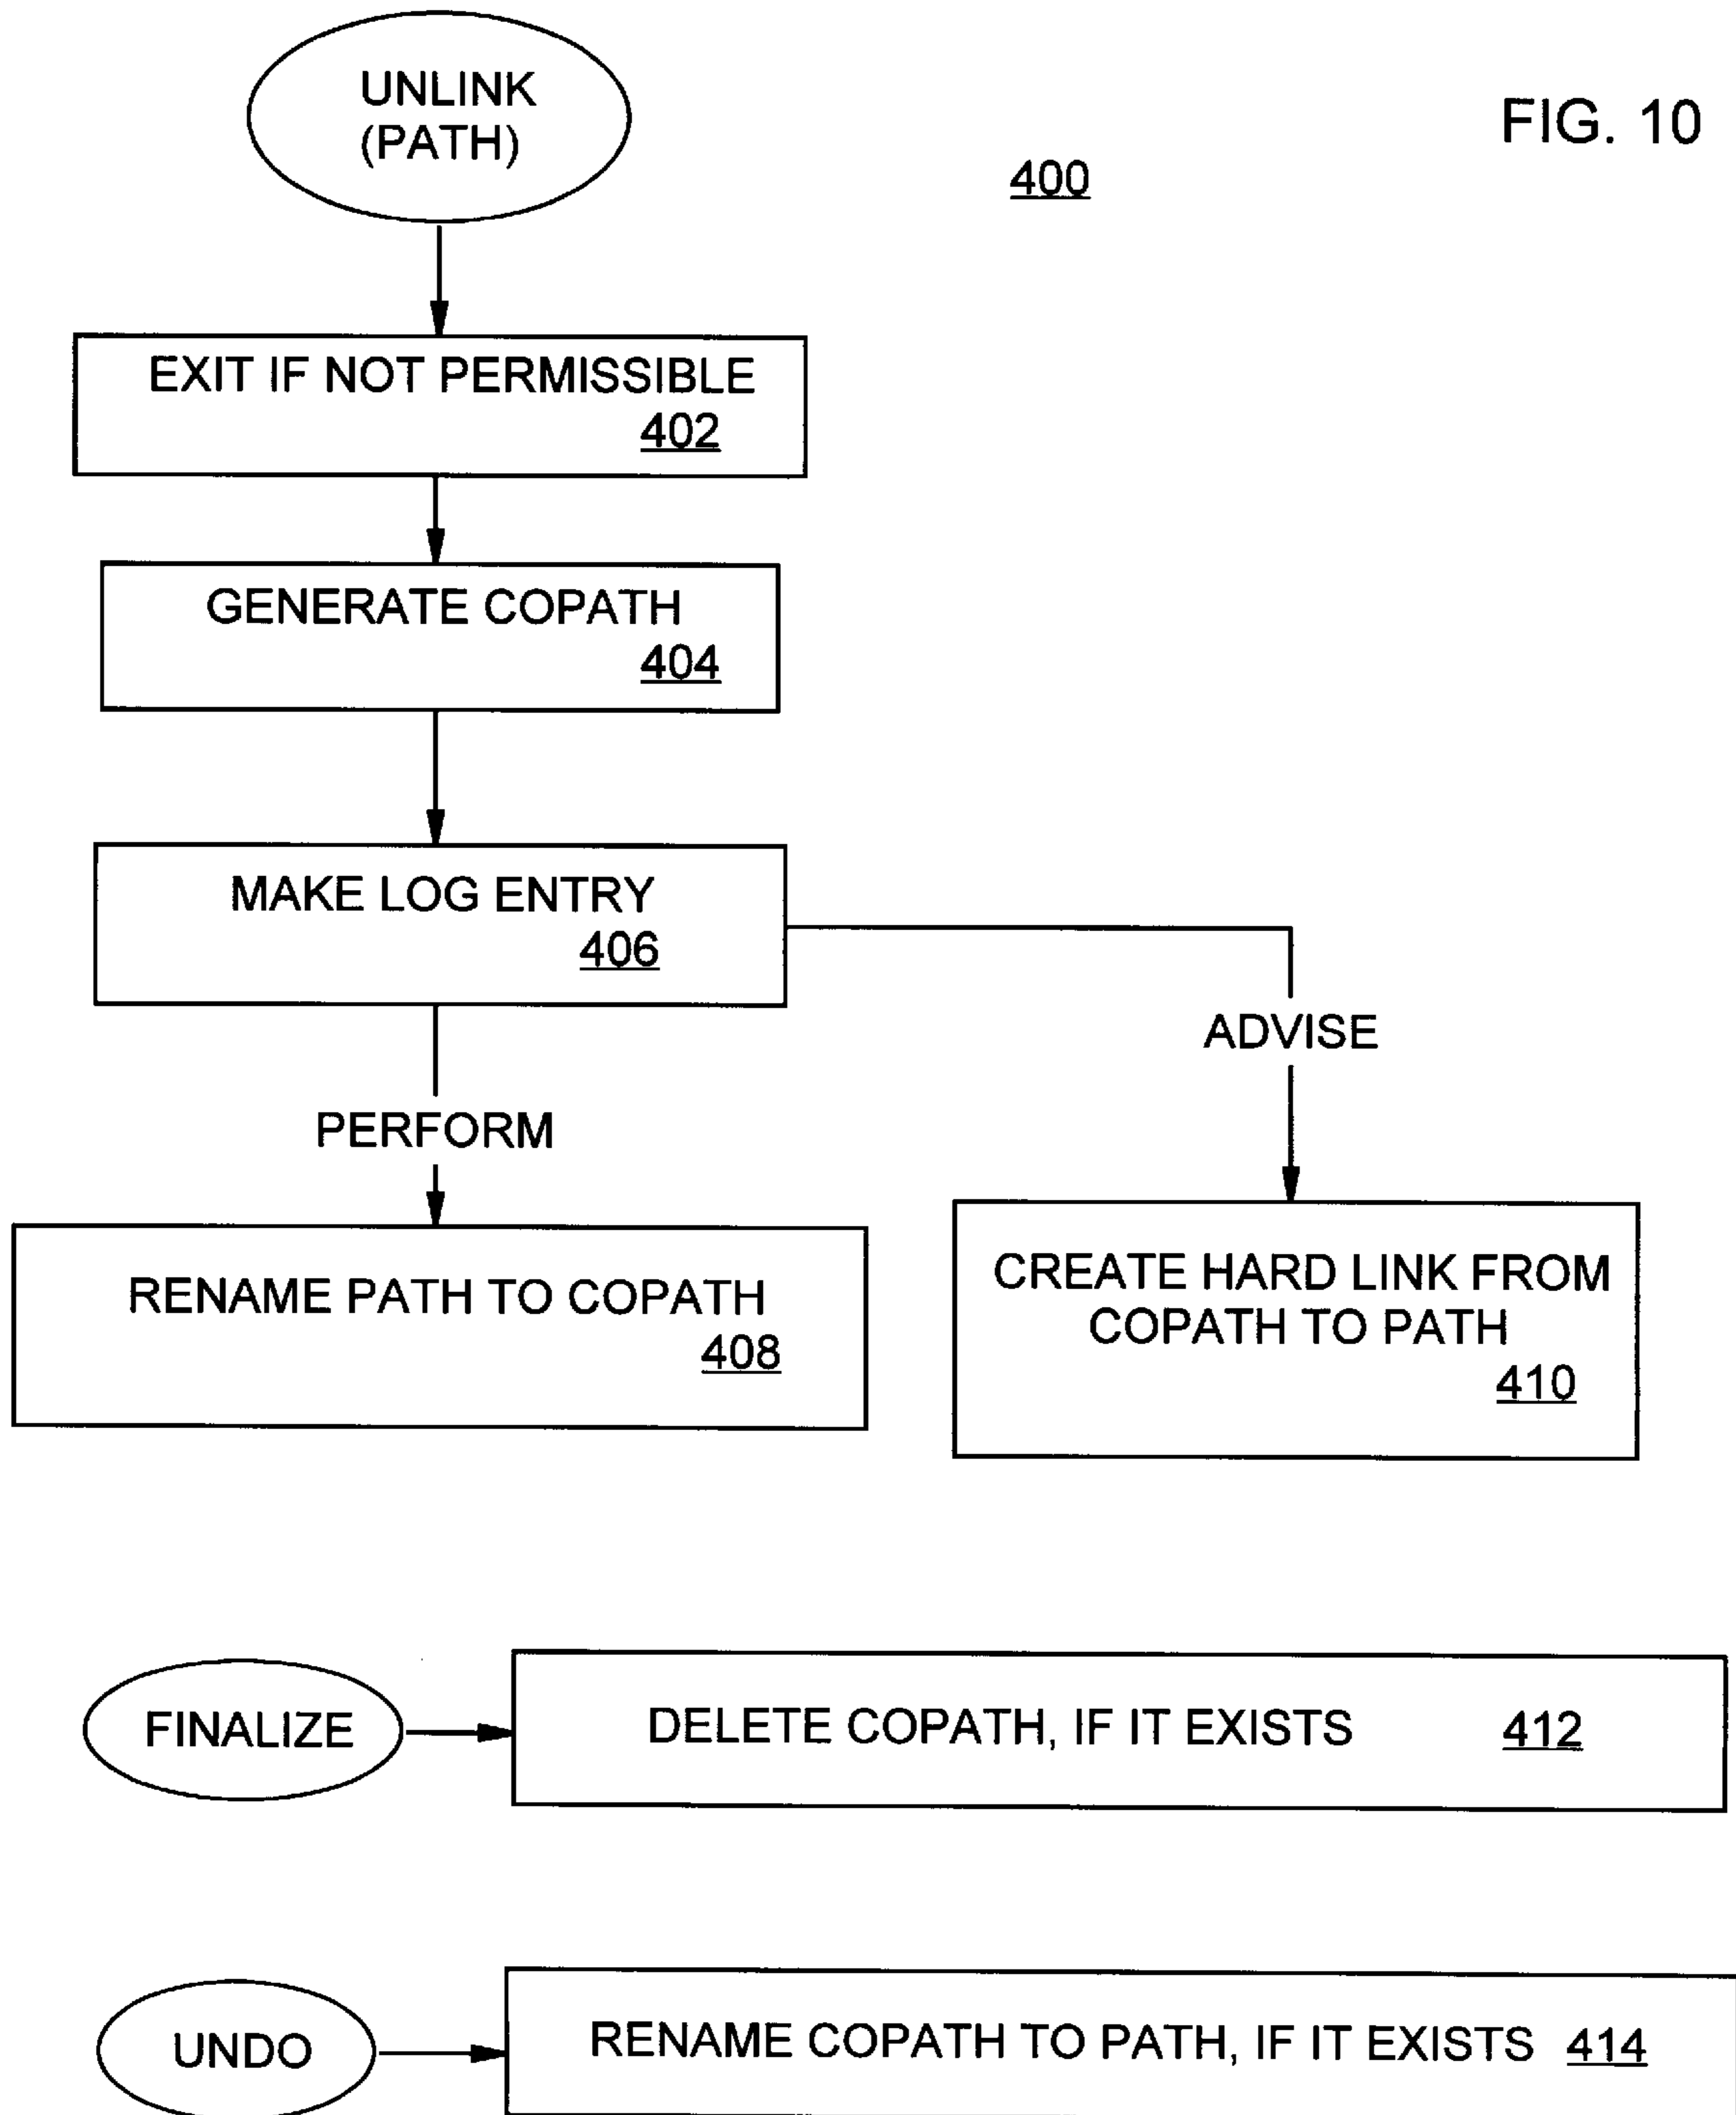 UNLINK
(PATH)
FIG. 10
400
EXIT IF NOT PERMISSIBLE
402
GENERATE COPATH
404
MAKE LOG ENTRY
406
ADVISE
PERFORM
RENAME PATH TO COPATH
408
CREATE HARD LINK FROM
COPATH TO PATH
410
FINALIZE
DELETE COPATH, IF IT EXISTS 412
UNDO
RENAME COPATH TO PATH, IF IT EXISTS 414